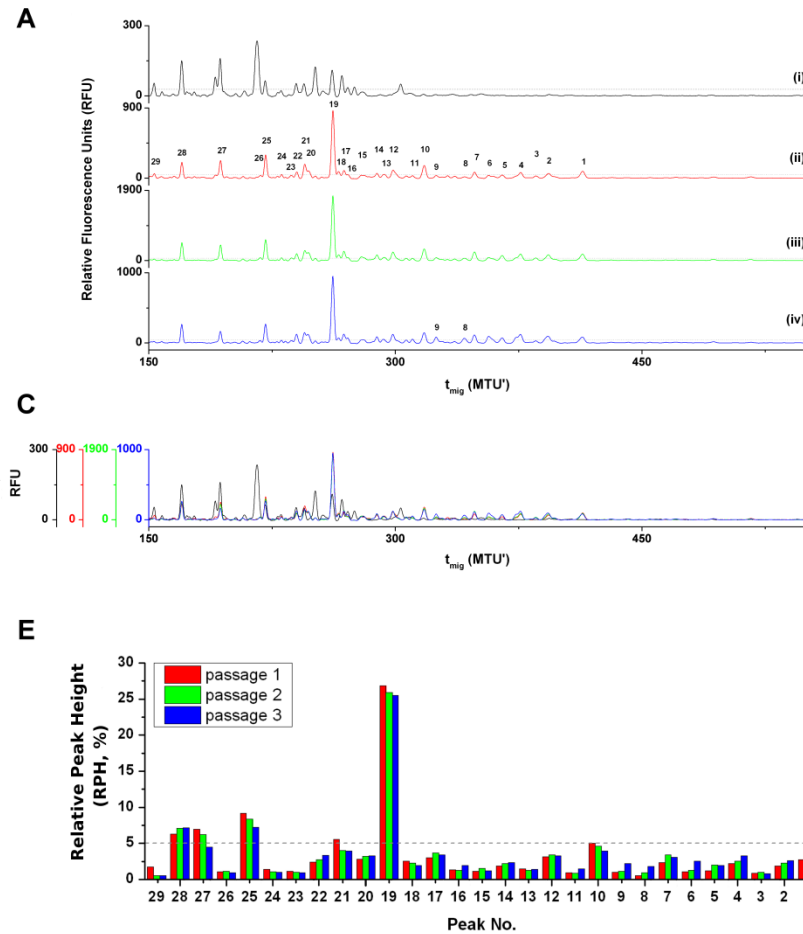 A
300
0
(i)
900
0
29 28 27 26 25 24 23 22 21 20 19 18 17 16 15 14 13 12 11 10 9 8 7 6 5 4 3 2 1
(ii)
1900
0
(iii)
1000
0
9 8
(iv)
150 300 450
Relative Fluorescence Units (RFU)
tmig (MTU')
C
300 900 1900 1000
0 0 0 0
RFU
150 300 450
tmig (MTU')
E
30
25
20
15
10
5
0
Relative Peak Height
(RPH, %)
passage 1
passage 2
passage 3
29 28 27 26 25 24 23 22 21 20 19 18 17 16 15 14 13 12 11 10 9 8 7 6 5 4 3 2
Peak No.